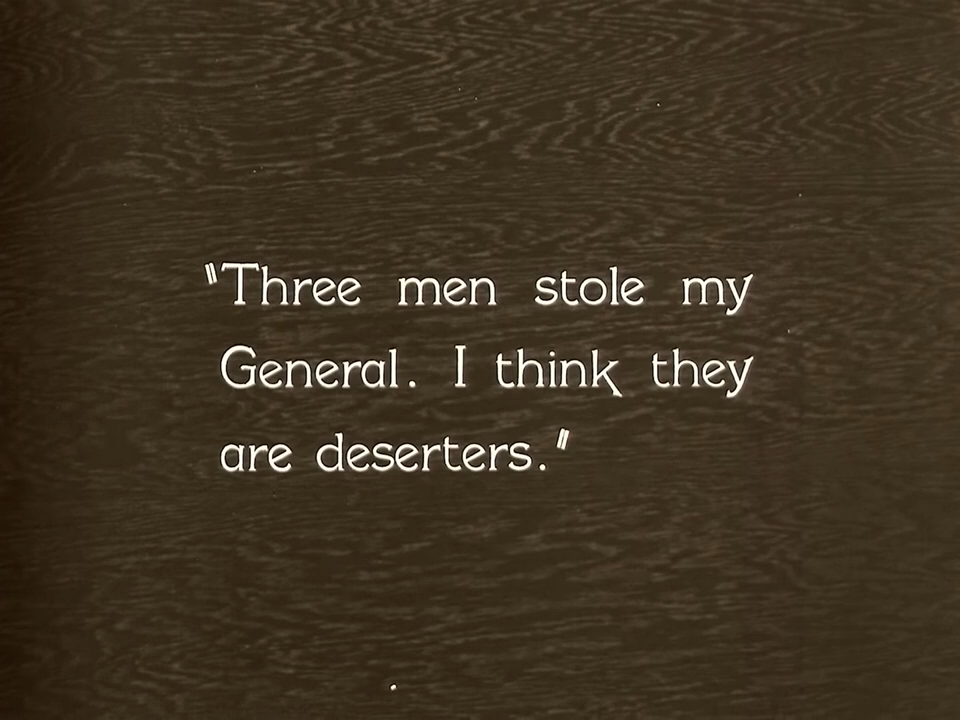 "Three men stole my
General. I think they
are deserters."